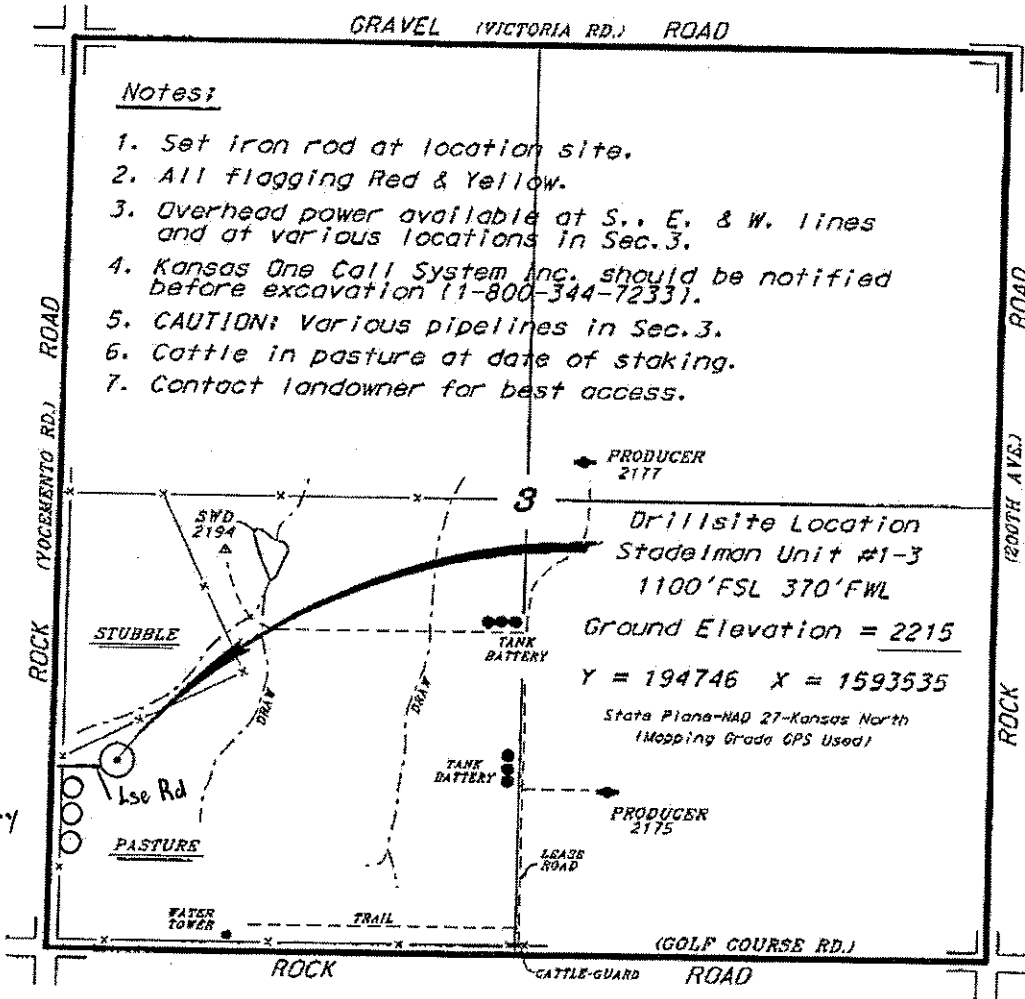 GRAVEL (VICTORIA RD.) ROAD
Notes:
1. Set iron rod at location site.
2. All flagging Red & Yellow.
3. Overhead power available at S., E. & W. lines
and at various locations in Sec.3.
4. Kansas One Call System Inc. should be notified
before excavation (1-800-344-7233).
5. CAUTION: Various pipelines in Sec.3.
6. Cattle in pasture at date of staking.
7. Contact landowner for best access.
ROCK (YOCEMENTO RD.) ROAD
ROCK (200TH AVE.) ROAD
PRODUCER
2177
3
SWD
2194
Drillsite Location
Stadelman Unit #1-3
1100'FSL 370'FWL
Ground Elevation = 2215
Y = 194746 X = 1593535
State Plane-NAD 27-Kansas North
(Mapping Grade GPS Used)
STUBBLE
TANK
BATTERY
DRAW
DRAW
TANK
BATTERY
Lse Rd
PRODUCER
2175
PASTURE
LEASE
ROAD
WATER
TOWER
TRAIL
(GOLF COURSE RD.)
ROCK
CATTLE-GUARD
ROAD